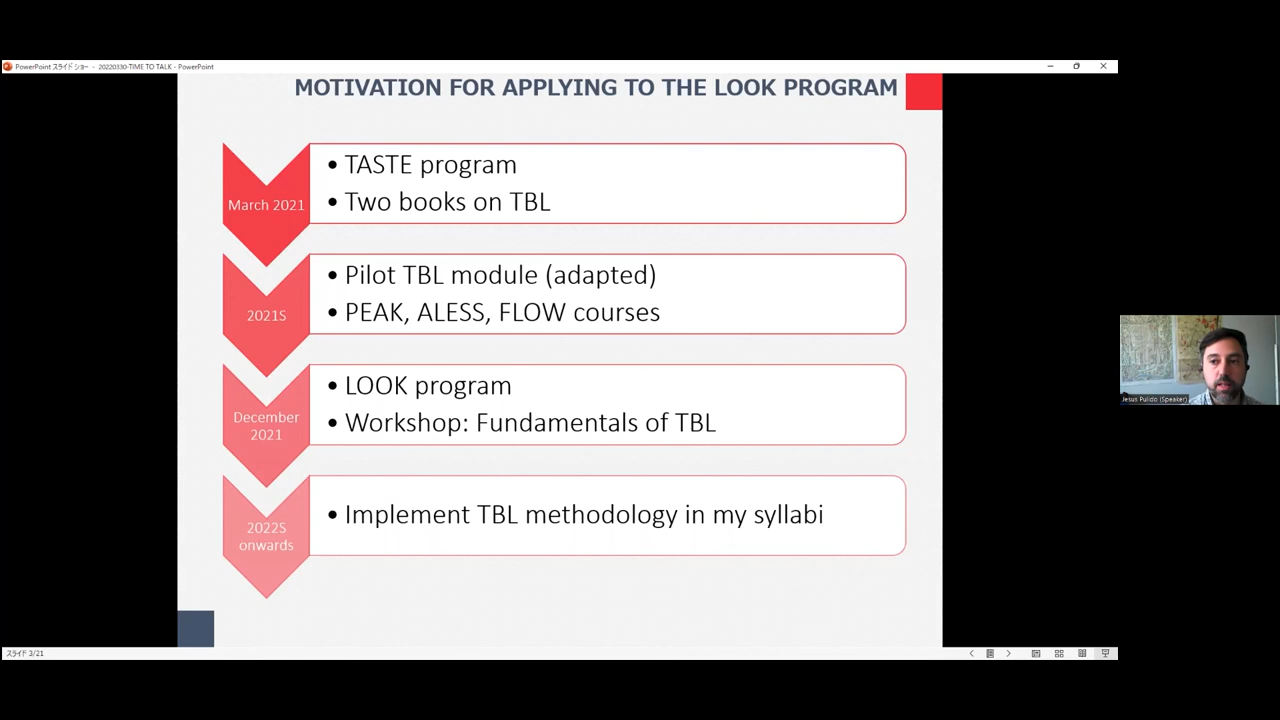 PowerPoint スライド ショー - 20220330-TIME TO TALK - PowerPoint
MOTIVATION FOR APPLYING TO THE LOOK PROGRAM
March 2021
• TASTE program
• Two books on TBL
2021S
• Pilot TBL module (adapted)
• PEAK, ALESS, FLOW courses
December
2021
• LOOK program
• Workshop: Fundamentals of TBL
2022S
onwards
• Implement TBL methodology in my syllabi
Jesus Pulido (Speaker)
スライド 3/21